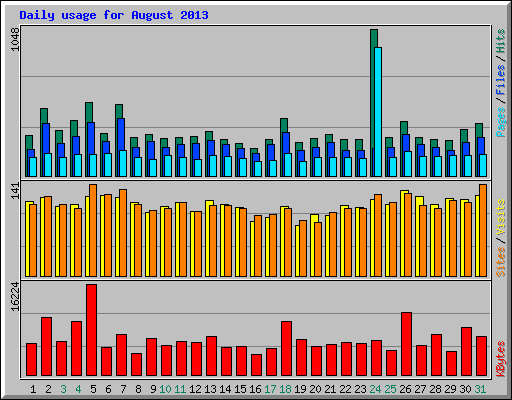 Daily usage for August 2013
1048
Pages / Files / Hits
141
Sites / Visits
16224
KBytes
1 2 3 4 5 6 7 8 9 10 11 12 13 14 15 16 17 18 19 20 21 22 23 24 25 26 27 28 29 30 31